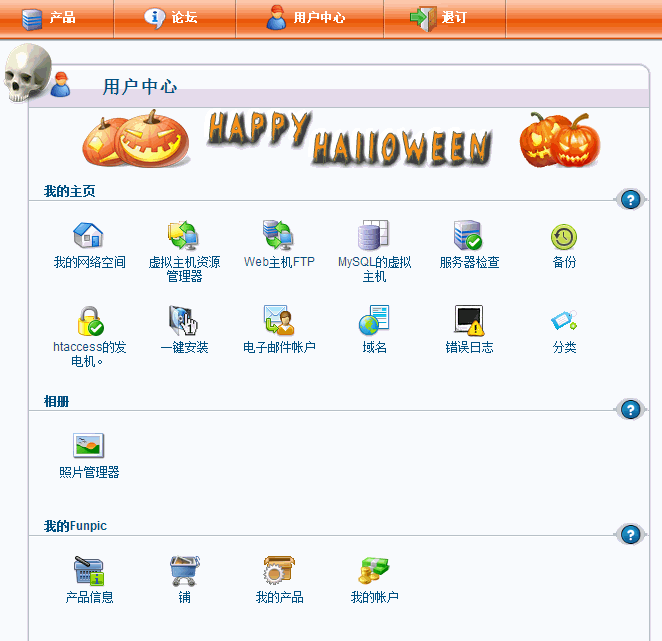 产品 论坛 用户中心 退订
用户中心
HAPPY HALLOWEEN
我的主页
?
我的网络空间 虚拟主机资源管理器 Web主机FTP MySQL的虚拟主机 服务器检查 备份
htaccess的发电机。 一键安装 电子邮件帐户 域名 错误日志 分类
相册
?
照片管理器
我的Funpic
?
产品信息 铺 我的产品 我的帐户